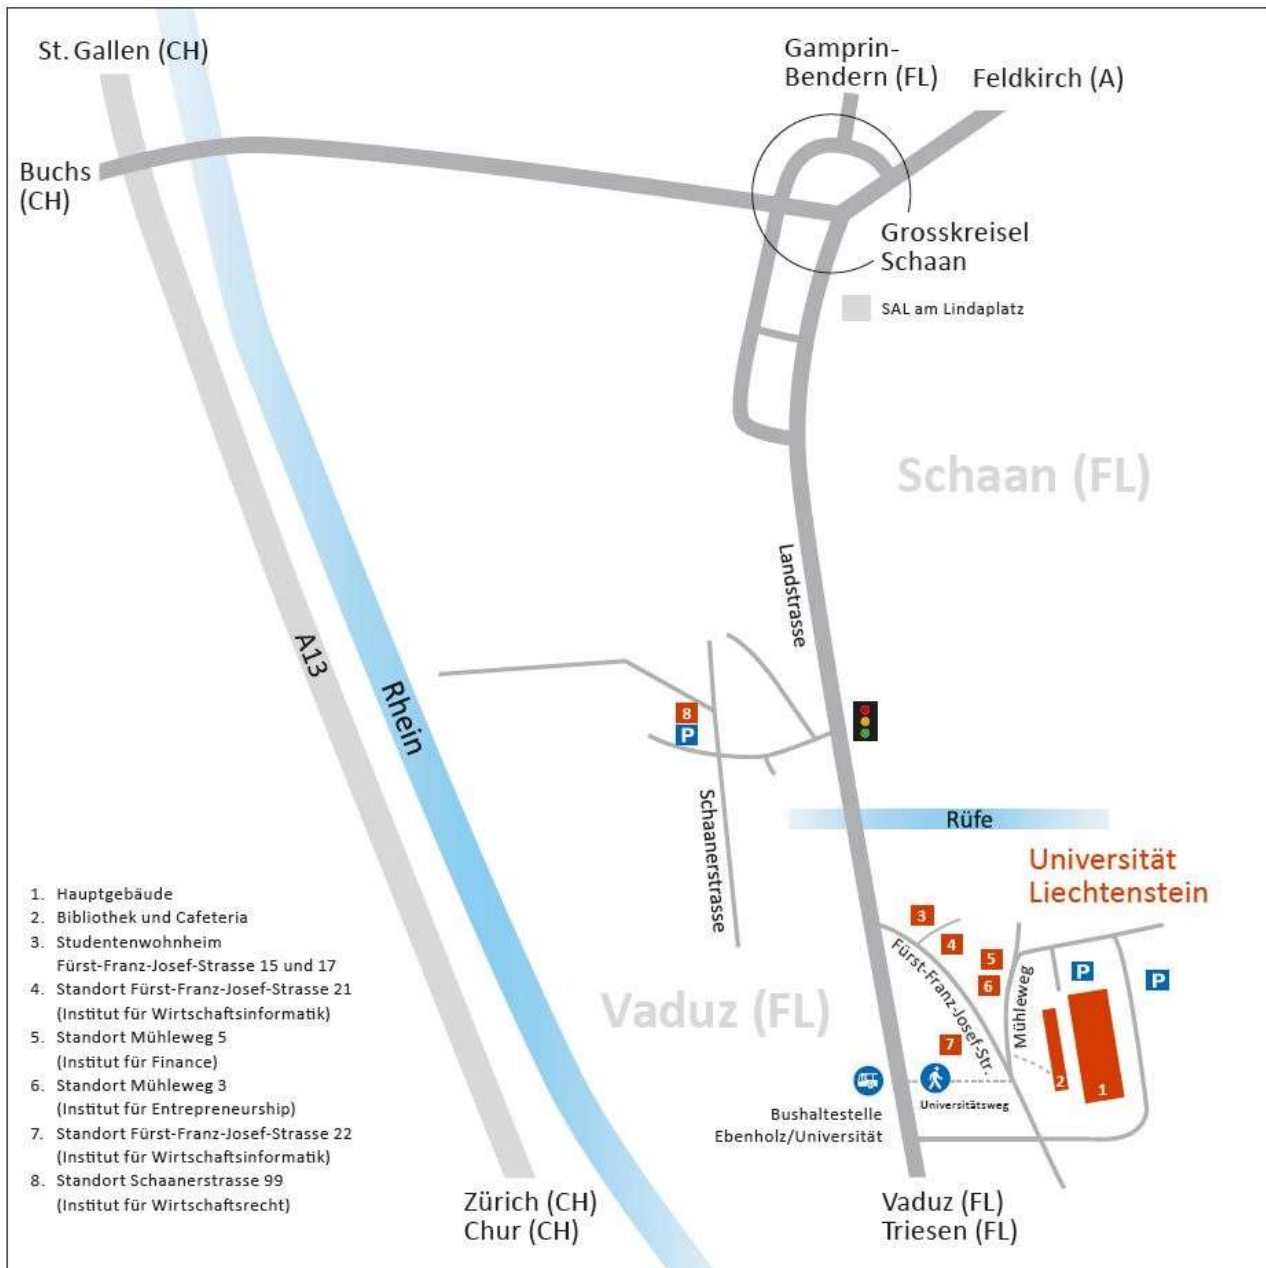 St. Gallen (CH)
Gamprin-
Bendern (FL)
Feldkirch (A)
Buchs
(CH)
Grosskreisel
Schaan
SAL am Lindaplatz
Schaan (FL)
Landstrasse
A13
Rhein
8
P
Schaanerstrasse
Rüfe
Universität
Liechtenstein
3
4
5
6
7
Fürst-Franz-Josef-Str.
Mühleweg
P
P
2
1
Vaduz (FL)
Universitätsweg
Bushaltestelle
Ebenholz/Universität
1. Hauptgebäude
2. Bibliothek und Cafeteria
3. Studentenwohnheim
Fürst-Franz-Josef-Strasse 15 und 17
4. Standort Fürst-Franz-Josef-Strasse 21
(Institut für Wirtschaftsinformatik)
5. Standort Mühleweg 5
(Institut für Finance)
6. Standort Mühleweg 3
(Institut für Entrepreneurship)
7. Standort Fürst-Franz-Josef-Strasse 22
(Institut für Wirtschaftsinformatik)
8. Standort Schaanerstrasse 99
(Institut für Wirtschaftsrecht)
Zürich (CH)
Chur (CH)
Vaduz (FL)
Triesen (FL)